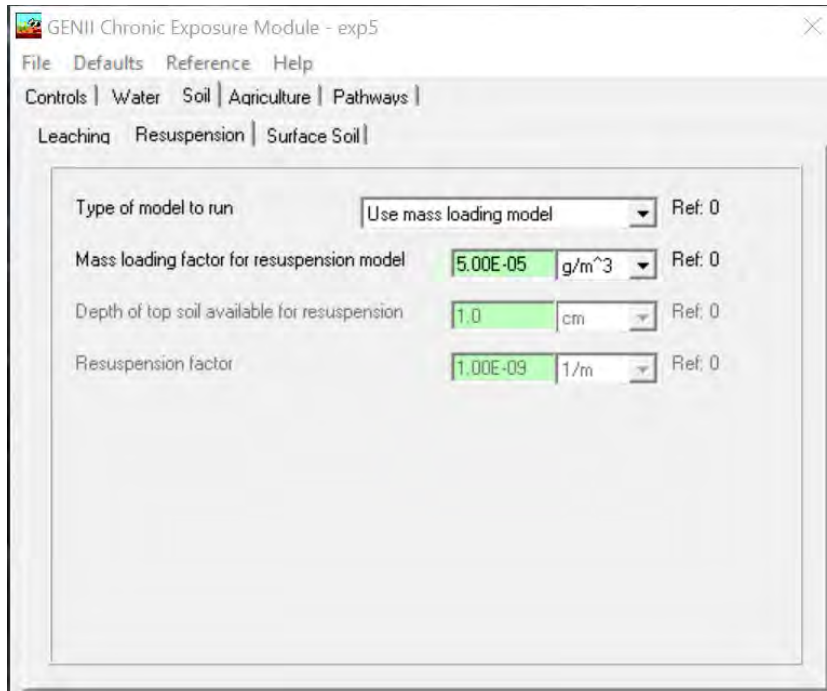 GENII Chronic Exposure Module - exp5
File Defaults Reference Help
Controls Water Soil Agriculture Pathways
Leaching Resuspension Surface Soil
Type of model to run Use mass loading model Ref: 0
Mass loading factor for resuspension model 5.00E-05 g/m^3 Ref: 0
Depth of top soil available for resuspension 1.0 cm Ref: 0
Resuspension factor 1.00E-09 1/m Ref: 0